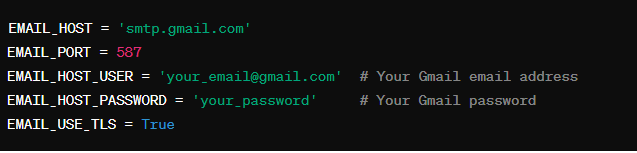 EMAIL_HOST = 'smtp.gmail.com'
EMAIL_PORT = 587
EMAIL_HOST_USER = 'your_email@gmail.com'  # Your Gmail email address
EMAIL_HOST_PASSWORD = 'your_password'     # Your Gmail password
EMAIL_USE_TLS = True